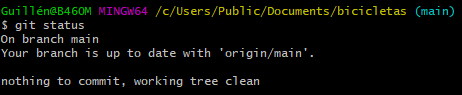 Guillén@B46OM MINGW64 /c/Users/Public/Documents/bicicletas (main)
$ git status
On branch main
Your branch is up to date with 'origin/main'.
nothing to commit, working tree clean